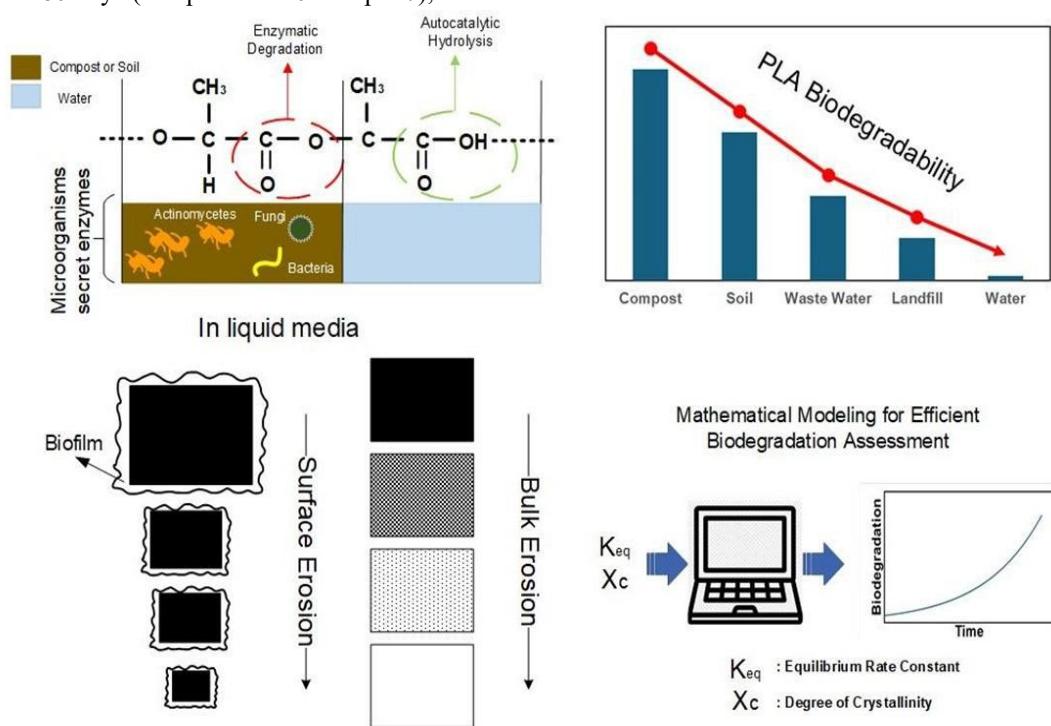 Enzymatic
Degradation
Autocatalytic
Hydrolysis
Compost or Soil
Water
CH3
CH3
O C C O C C OH
H O O
Microorganisms
secret enzymes
Actinomycetes
Fungi
Bacteria
PLA Biodegradability
Compost Soil Waste Water Landfill Water
In liquid media
Biofilm
Surface Erosion
Bulk Erosion
Mathematical Modeling for Efficient
Biodegradation Assessment
Keq
Xc
Biodegradation
Time
Keq : Equilibrium Rate Constant
Xc : Degree of Crystallinity